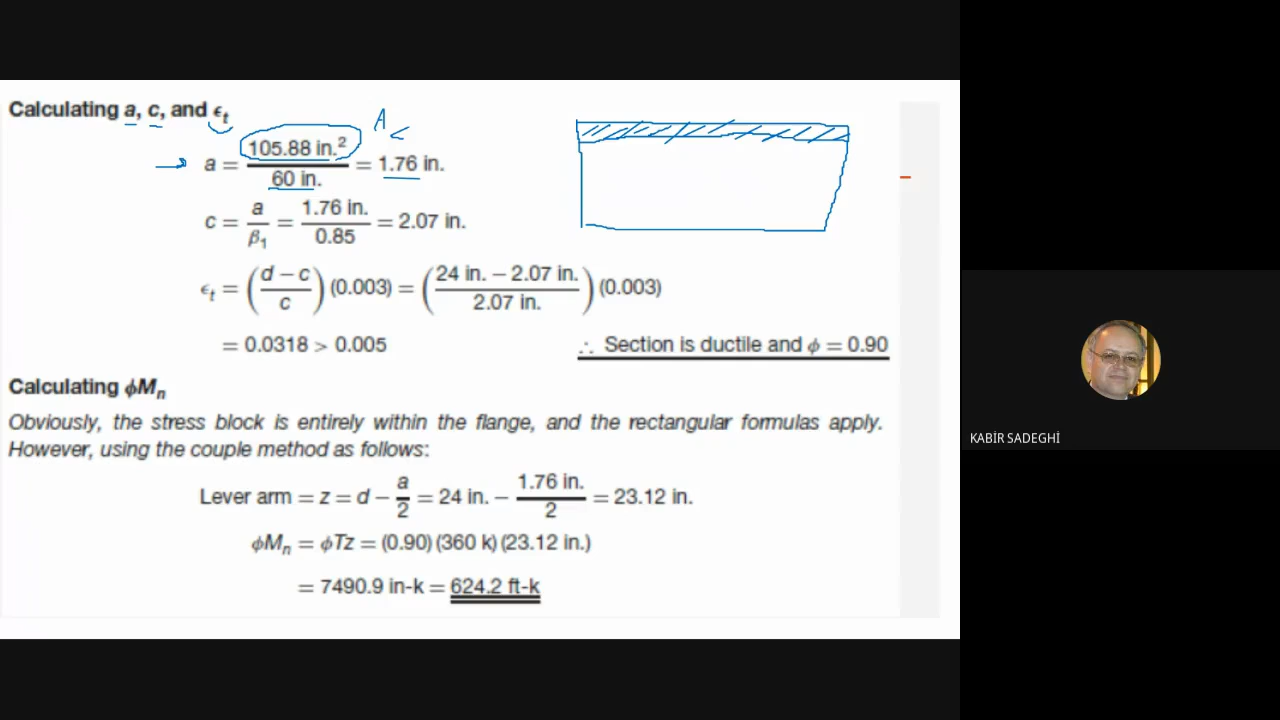 Calculating a, c, and ϵt
A c
a = 105.88 in.² / 60 in. = 1.76 in.
c = a / β1 = 1.76 in. / 0.85 = 2.07 in.
ϵt = ( d − c / c ) (0.003) = ( 24 in. − 2.07 in. / 2.07 in. ) (0.003)
= 0.0318 > 0.005 ∴ Section is ductile and ϕ = 0.90
Calculating ϕMn
Obviously, the stress block is entirely within the flange, and the rectangular formulas apply.
However, using the couple method as follows:
Lever arm = z = d − a / 2 = 24 in. − 1.76 in. / 2 = 23.12 in.
ϕMn = ϕTz = (0.90) (360 k) (23.12 in.)
= 7490.9 in-k = 624.2 ft-k
KABİR SADEGHİ